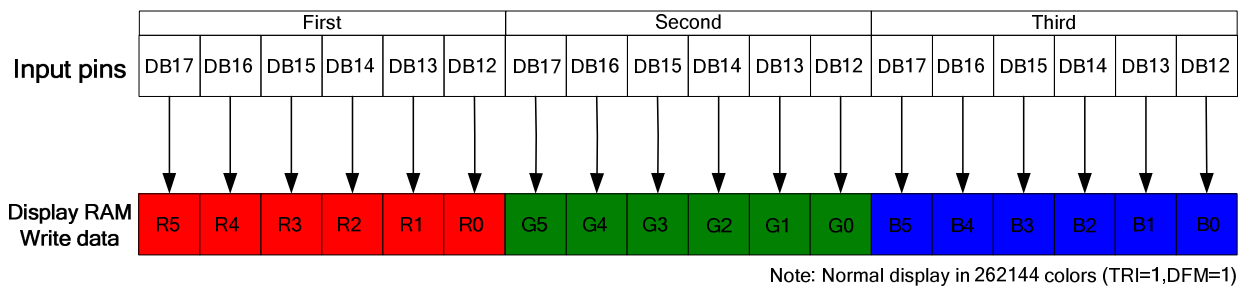 First Second Third
Input pins DB17 DB16 DB15 DB14 DB13 DB12 DB17 DB16 DB15 DB14 DB13 DB12 DB17 DB16 DB15 DB14 DB13 DB12
Display RAM
Write data
R5 R4 R3 R2 R1 R0 G5 G4 G3 G2 G1 G0 B5 B4 B3 B2 B1 B0
Note: Normal display in 262144 colors (TRI=1,DFM=1)